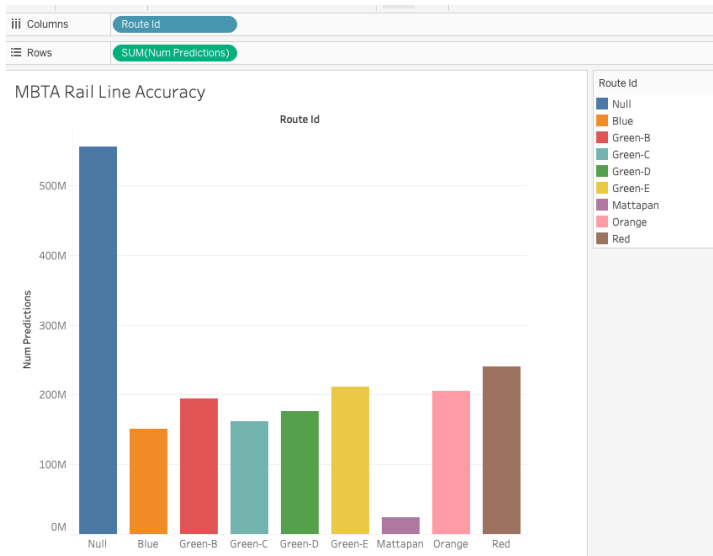 Columns Route Id
Rows SUM(Num Predictions)
MBTA Rail Line Accuracy
Route Id
Num Predictions
500M
400M
300M
200M
100M
0M
Null Blue Green-B Green-C Green-D Green-E Mattapan Orange Red
Route Id
Null
Blue
Green-B
Green-C
Green-D
Green-E
Mattapan
Orange
Red